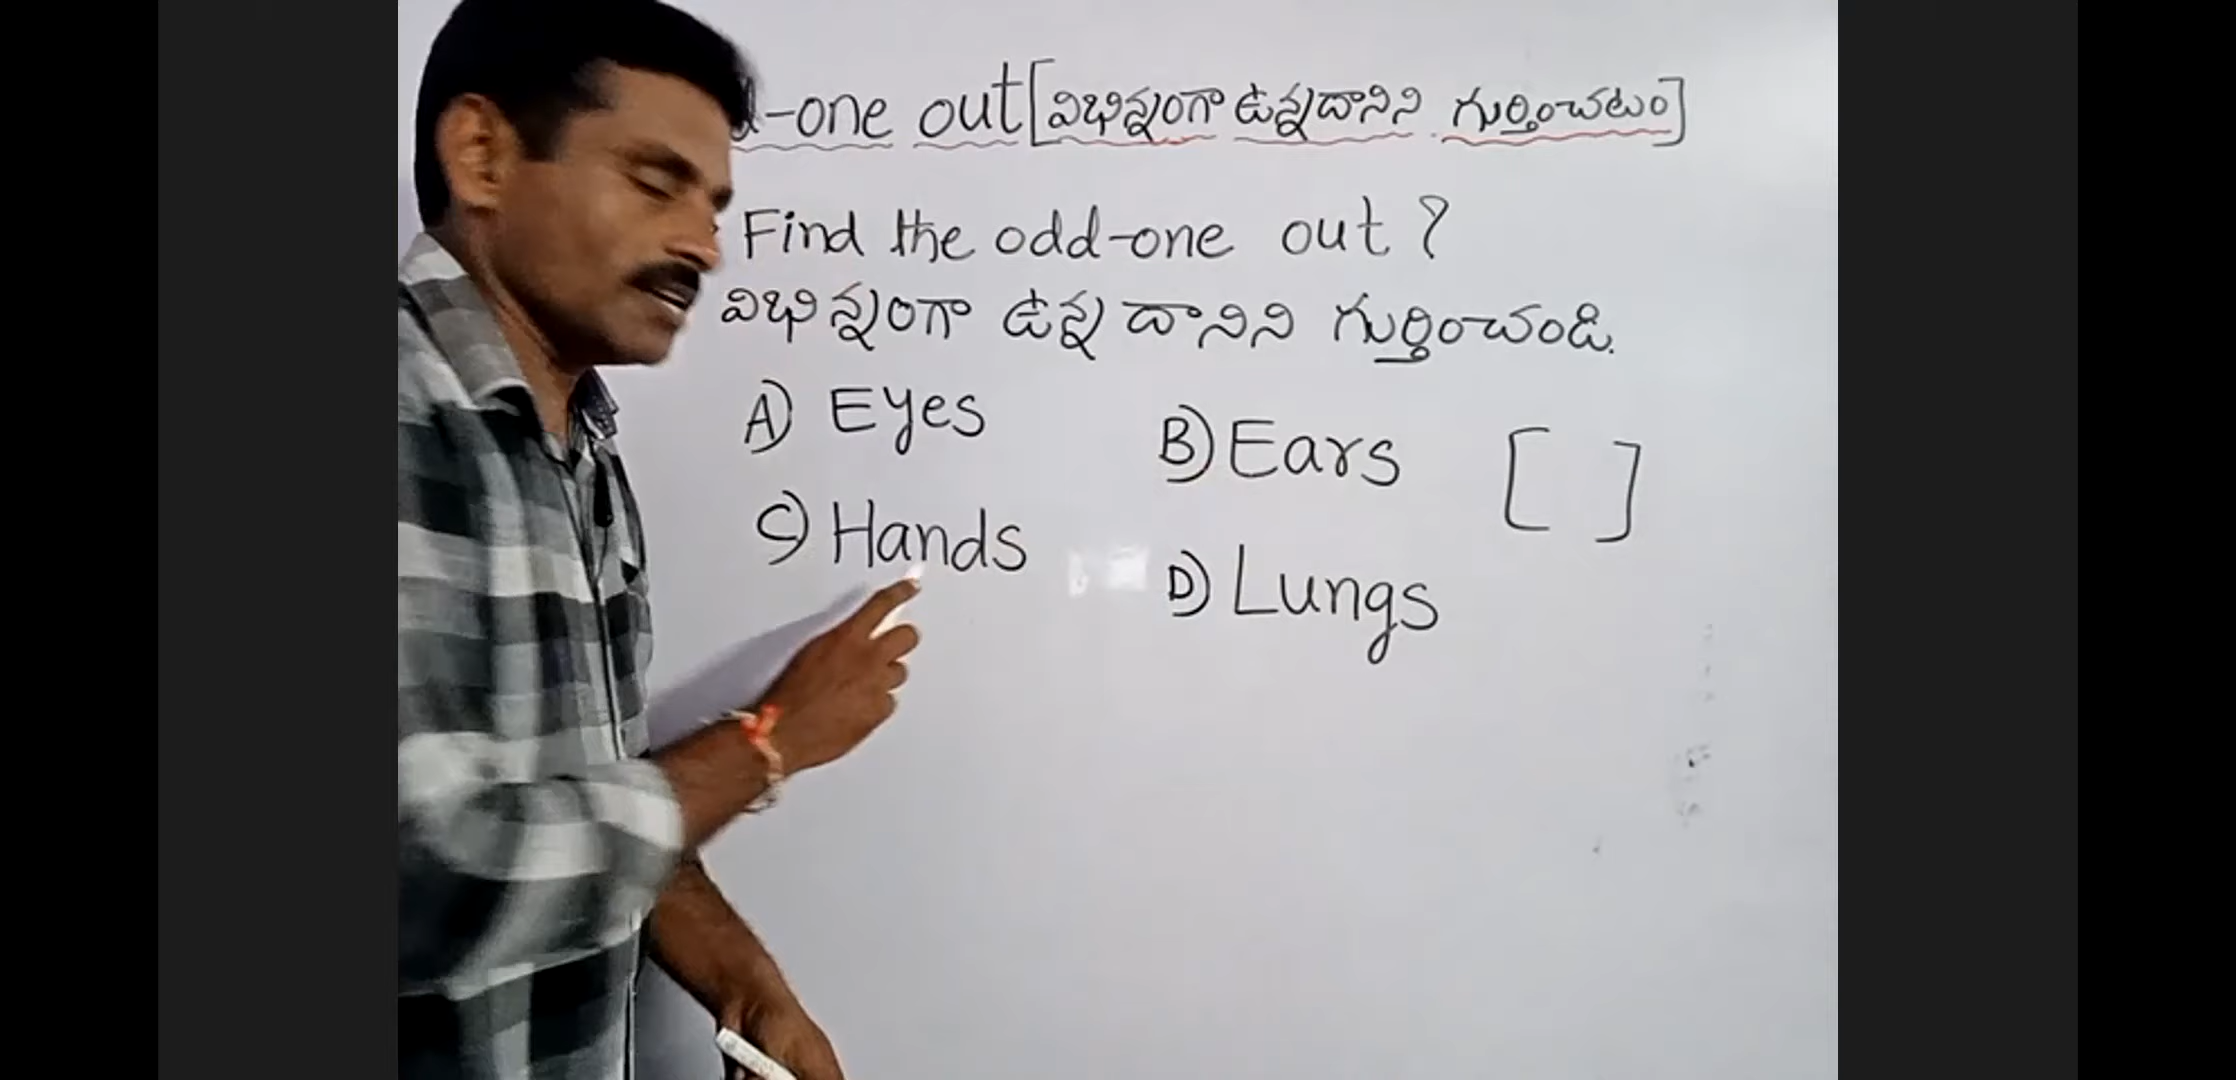 -one out [విభిన్నంగా ఉన్నదానిని గుర్తించటం]
Find the odd-one out?
విభిన్నంగా ఉన్న దానిని గుర్తించండి.
A) Eyes B) Ears [ ]
C) Hands D) Lungs